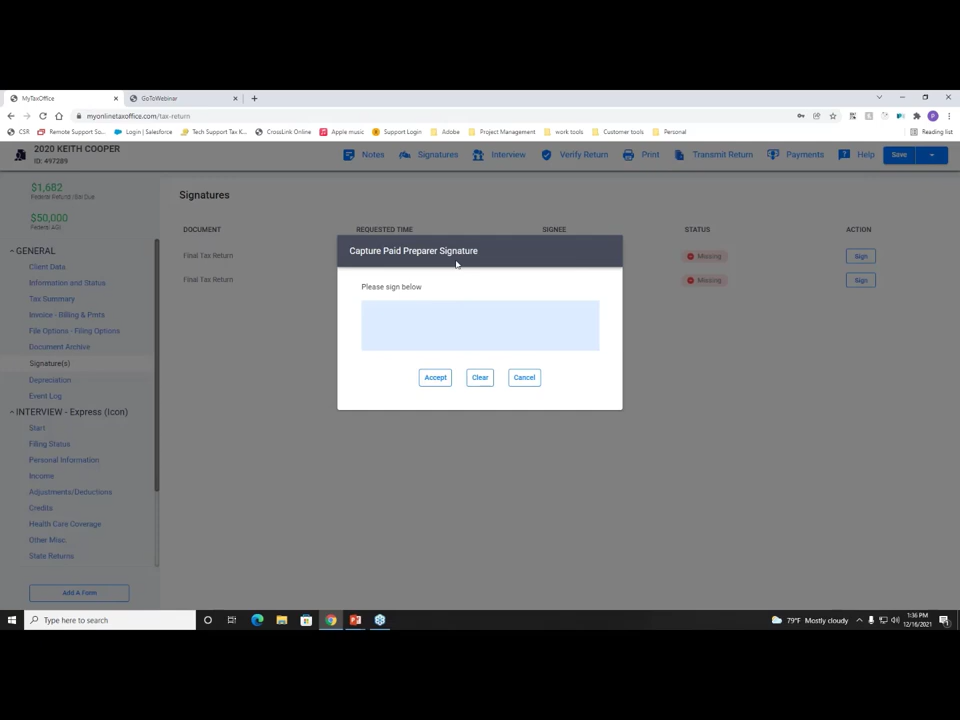 MyTaxOffice
GoToWebinar
myonlinetaxoffice.com/tax-return
CSR
Remote Support So...
Login | Salesforce
Tech Support Tax K...
CrossLink Online
Apple music
Support Login
Adobe
Project Management
work tools
Customer tools
Personal
Reading list
2020 KEITH COOPER
ID: 497389
Notes
Signatures
Interview
Verify Return
Print
Transmit Return
Payments
Help
Save
$1,682
Federal Refund / Bal Due
$50,000
Federal AGI
GENERAL
Client Data
Information and Status
Tax Summary
Invoice - Billing & Pmts
File Options - Filing Options
Document Archive
Signature(s)
Depreciation
Event Log
INTERVIEW - Express (Icon)
Start
Filing Status
Personal Information
Income
Adjustments/Deductions
Credits
Health Care Coverage
Other Misc.
State Returns
Add A Form
Signatures
DOCUMENT REQUESTED TIME SIGNEE STATUS ACTION
Final Tax Return Missing Sign
Final Tax Return Missing Sign
Capture Paid Preparer Signature
Please sign below
Accept Clear Cancel
Type here to search
79°F Mostly cloudy
1:36 PM
12/16/2021